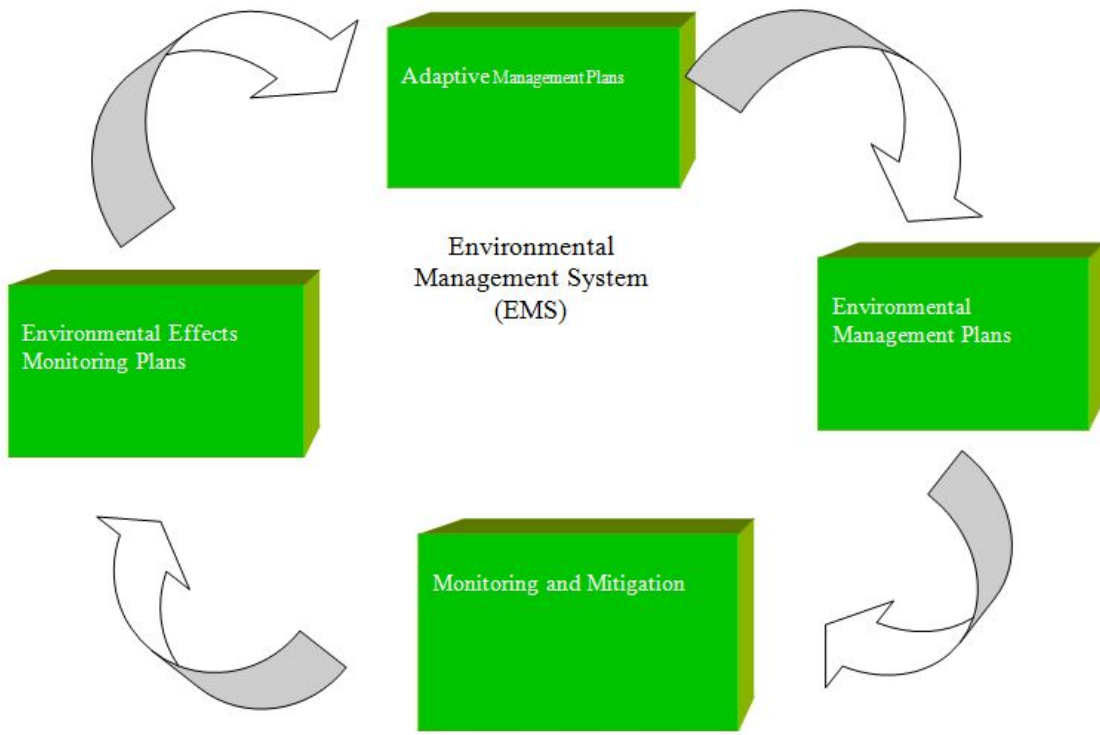 Adaptive Management Plans
Environmental
Management System
(EMS)
Environmental Effects
Monitoring Plans
Environmental
Management Plans
Monitoring and Mitigation